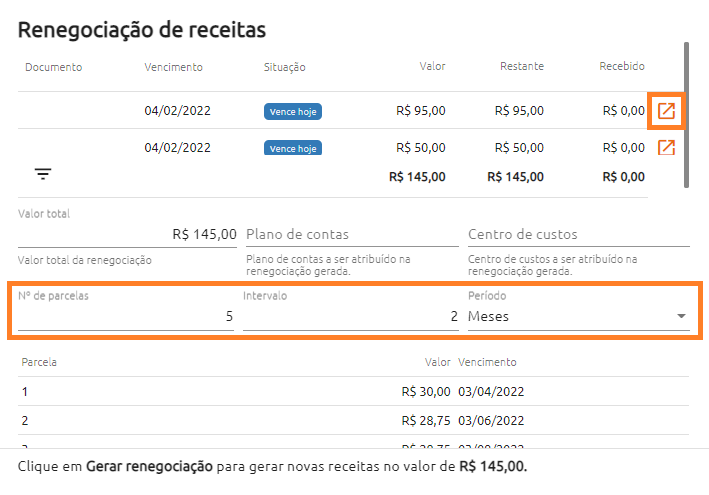 Renegociação de receitas
Documento Vencimento Situação Valor Restante Recebido
04/02/2022 Vence hoje R$ 95,00 R$ 95,00 R$ 0,00
04/02/2022 Vence hoje R$ 50,00 R$ 50,00 R$ 0,00
R$ 145,00 R$ 145,00 R$ 0,00
Valor total
R$ 145,00 Plano de contas Centro de custos
Valor total da renegociação Plano de contas a ser atribuído na Centro de custos a ser atribuído na
renegociação gerada. renegociação gerada.
Nº de parcelas Intervalo Período
5 2 Meses
Parcela Valor Vencimento
1 R$ 30,00 03/04/2022
2 R$ 28,75 03/06/2022
Clique em Gerar renegociação para gerar novas receitas no valor de R$ 145,00.